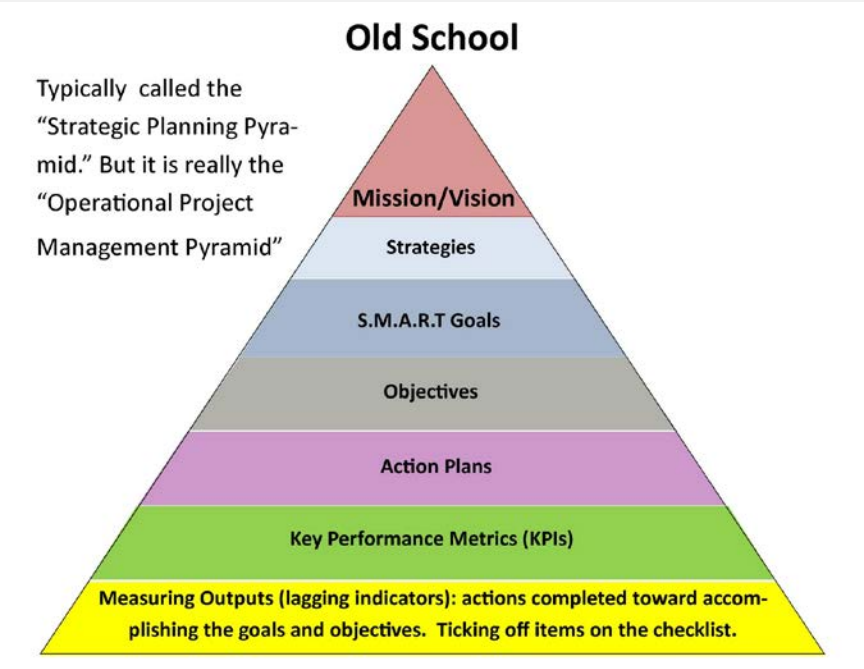 Old School
Typically called the
“Strategic Planning Pyra-
mid.” But it is really the
“Operational Project
Management Pyramid”
Mission/Vision
Strategies
S.M.A.R.T Goals
Objectives
Action Plans
Key Performance Metrics (KPIs)
Measuring Outputs (lagging indicators): actions completed toward accom-
plishing the goals and objectives. Ticking off items on the checklist.